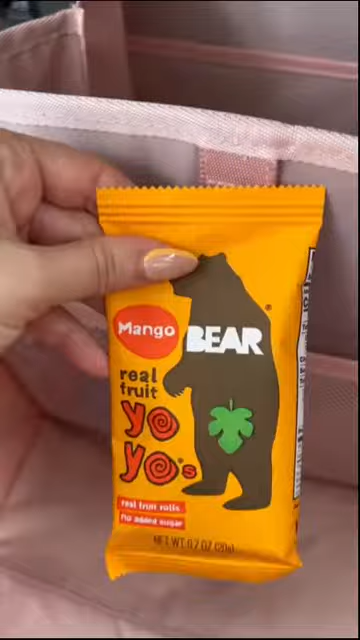 Mango
BEAR
®
real
fruit
yo
yo's
real fruit rolls
no added sugar
NET WT 0.7 OZ (20g)